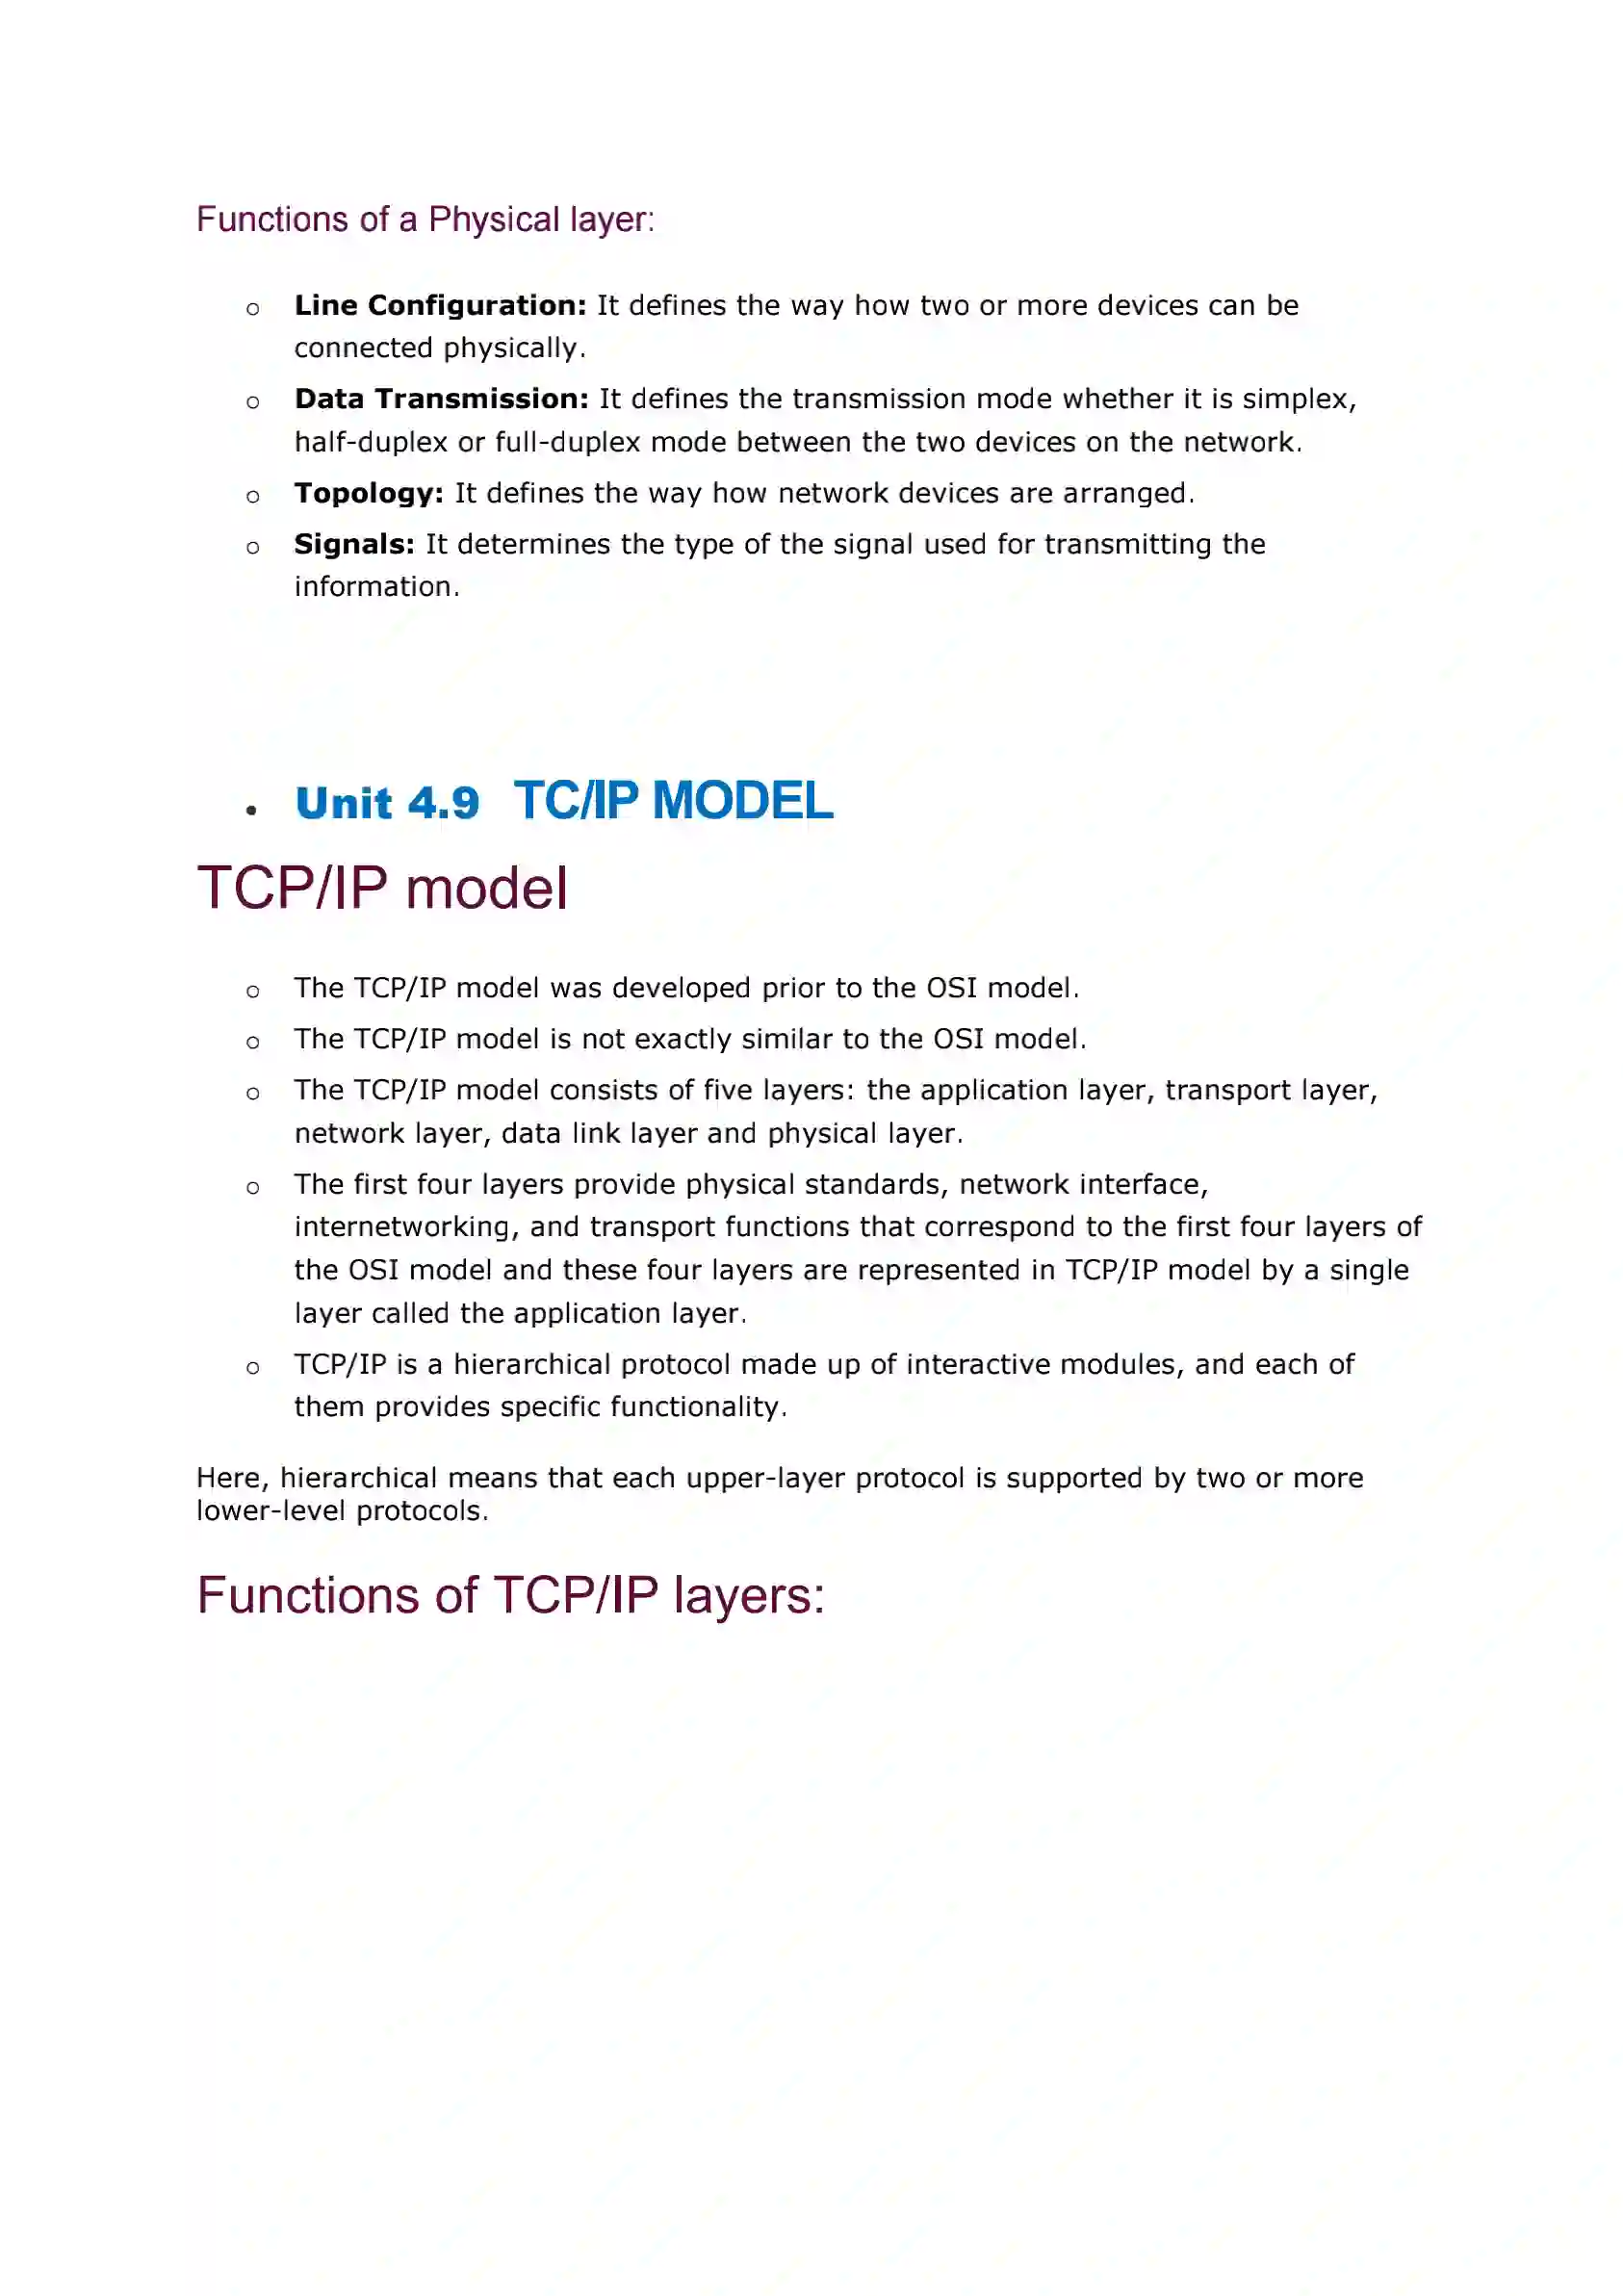 Functions of a Physical layer:
o Line Configuration: It defines the way how two or more devices can be
connected physically.
o Data Transmission: It defines the transmission mode whether it is simplex,
half-duplex or full-duplex mode between the two devices on the network.
o Topology: It defines the way how network devices are arranged.
o Signals: It determines the type of the signal used for transmitting the
information.
• Unit 4.9 TC/IP MODEL
TCP/IP model
o The TCP/IP model was developed prior to the OSI model.
o The TCP/IP model is not exactly similar to the OSI model.
o The TCP/IP model consists of five layers: the application layer, transport layer,
network layer, data link layer and physical layer.
o The first four layers provide physical standards, network interface,
internetworking, and transport functions that correspond to the first four layers of
the OSI model and these four layers are represented in TCP/IP model by a single
layer called the application layer.
o TCP/IP is a hierarchical protocol made up of interactive modules, and each of
them provides specific functionality.
Here, hierarchical means that each upper-layer protocol is supported by two or more
lower-level protocols.
Functions of TCP/IP layers: